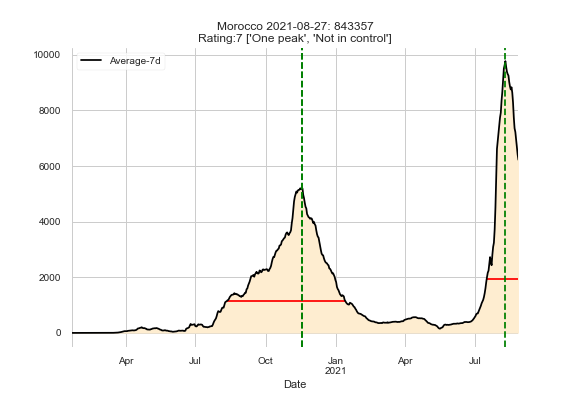 Morocco 2021-08-27: 843357
Rating:7 ['One peak', 'Not in control']
Average-7d
10000
8000
6000
4000
2000
0
Apr
Jul
Oct
Jan
2021
Apr
Jul
Date